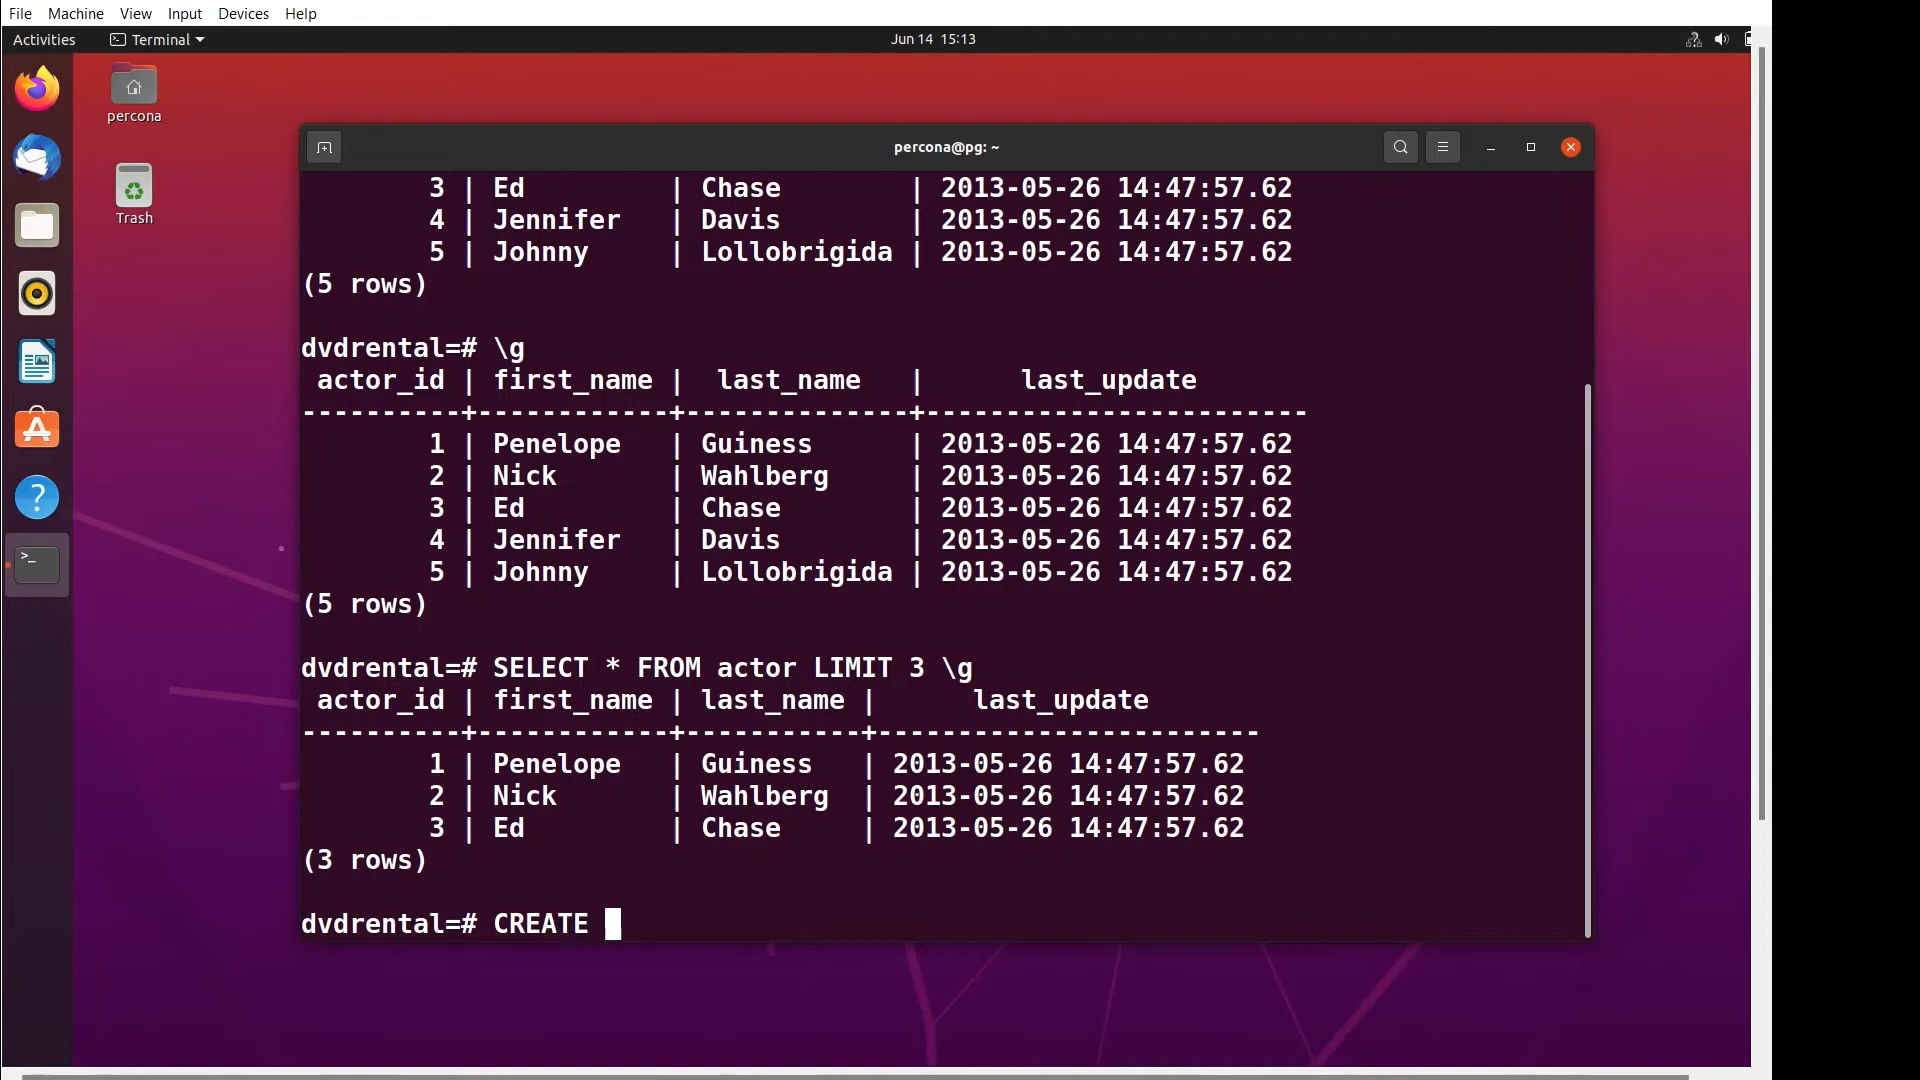 File Machine View Input Devices Help
Activities Terminal Jun 14 15:13
percona
Trash
percona@pg: ~
3 | Ed | Chase | 2013-05-26 14:47:57.62
4 | Jennifer | Davis | 2013-05-26 14:47:57.62
5 | Johnny | Lollobrigida | 2013-05-26 14:47:57.62
(5 rows)
dvdrental=# \g
actor_id | first_name | last_name | last_update
----------+------------+--------------+------------------------
1 | Penelope | Guiness | 2013-05-26 14:47:57.62
2 | Nick | Wahlberg | 2013-05-26 14:47:57.62
3 | Ed | Chase | 2013-05-26 14:47:57.62
4 | Jennifer | Davis | 2013-05-26 14:47:57.62
5 | Johnny | Lollobrigida | 2013-05-26 14:47:57.62
(5 rows)
dvdrental=# SELECT * FROM actor LIMIT 3 \g
actor_id | first_name | last_name | last_update
----------+------------+-----------+------------------------
1 | Penelope | Guiness | 2013-05-26 14:47:57.62
2 | Nick | Wahlberg | 2013-05-26 14:47:57.62
3 | Ed | Chase | 2013-05-26 14:47:57.62
(3 rows)
dvdrental=# CREATE